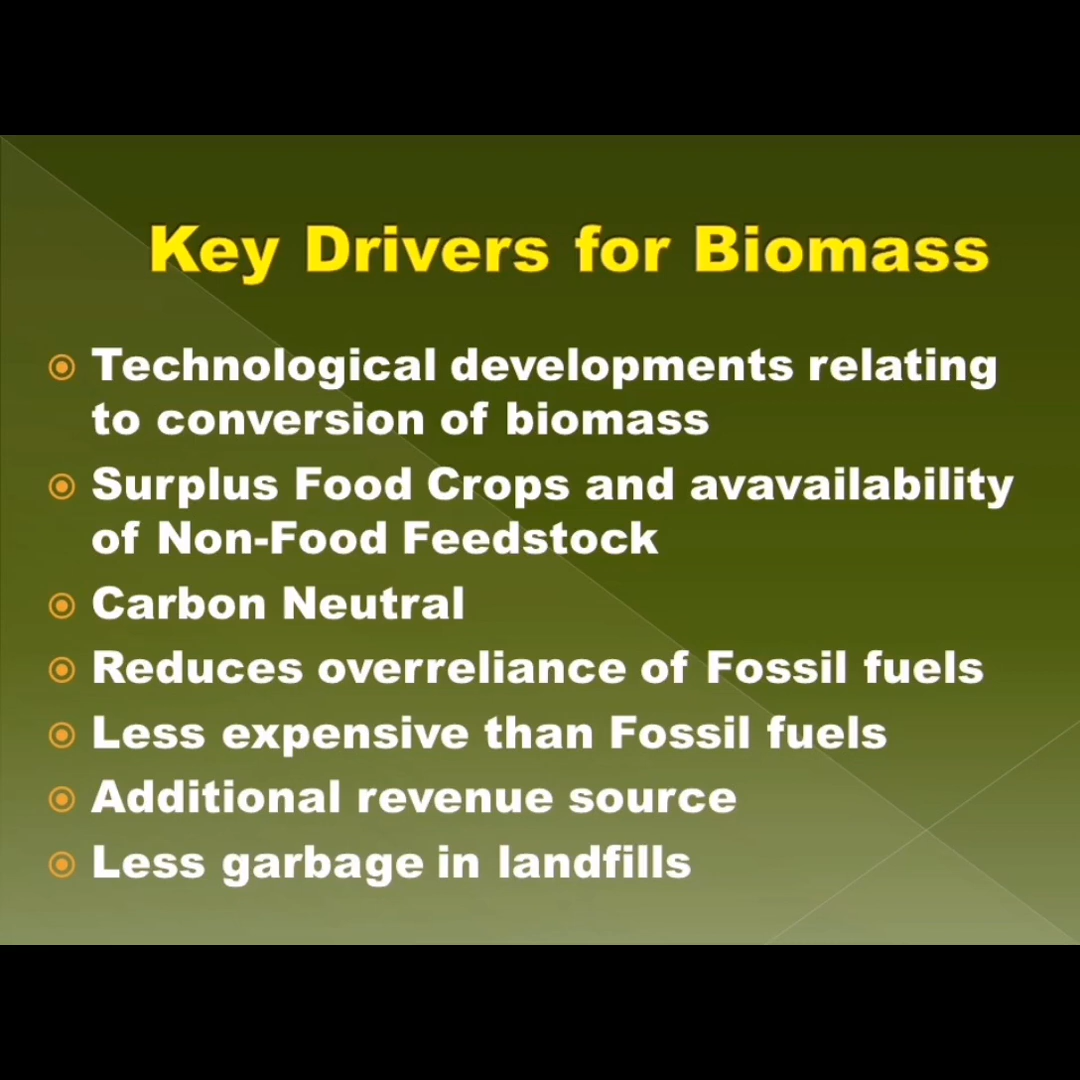 Key Drivers for Biomass
Technological developments relating
to conversion of biomass
Surplus Food Crops and avavailability
of Non-Food Feedstock
Carbon Neutral
Reduces overreliance of Fossil fuels
Less expensive than Fossil fuels
Additional revenue source
Less garbage in landfills